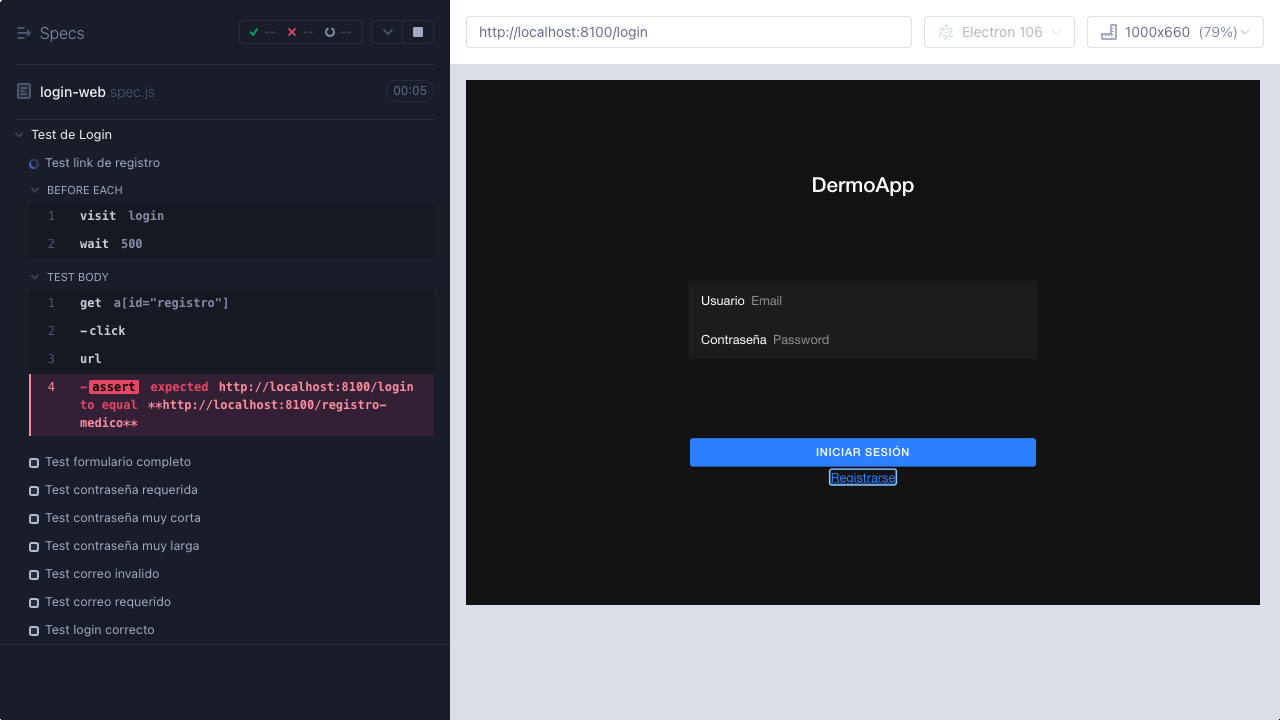 Specs
-- -- --
login-web.spec.js
00:05
Test de Login
Test link de registro
BEFORE EACH
1 visit login
2 wait 500
TEST BODY
1 get a[id="registro"]
2 -click
3 url
4 -assert expected http://localhost:8100/login
to equal **http://localhost:8100/registro-
medico**
Test formulario completo
Test contraseña requerida
Test contraseña muy corta
Test contraseña muy larga
Test correo invalido
Test correo requerido
Test login correcto
http://localhost:8100/login
Electron 106
1000x660 (79%)
DermoApp
Usuario Email
Contraseña Password
INICIAR SESIÓN
Registrarse